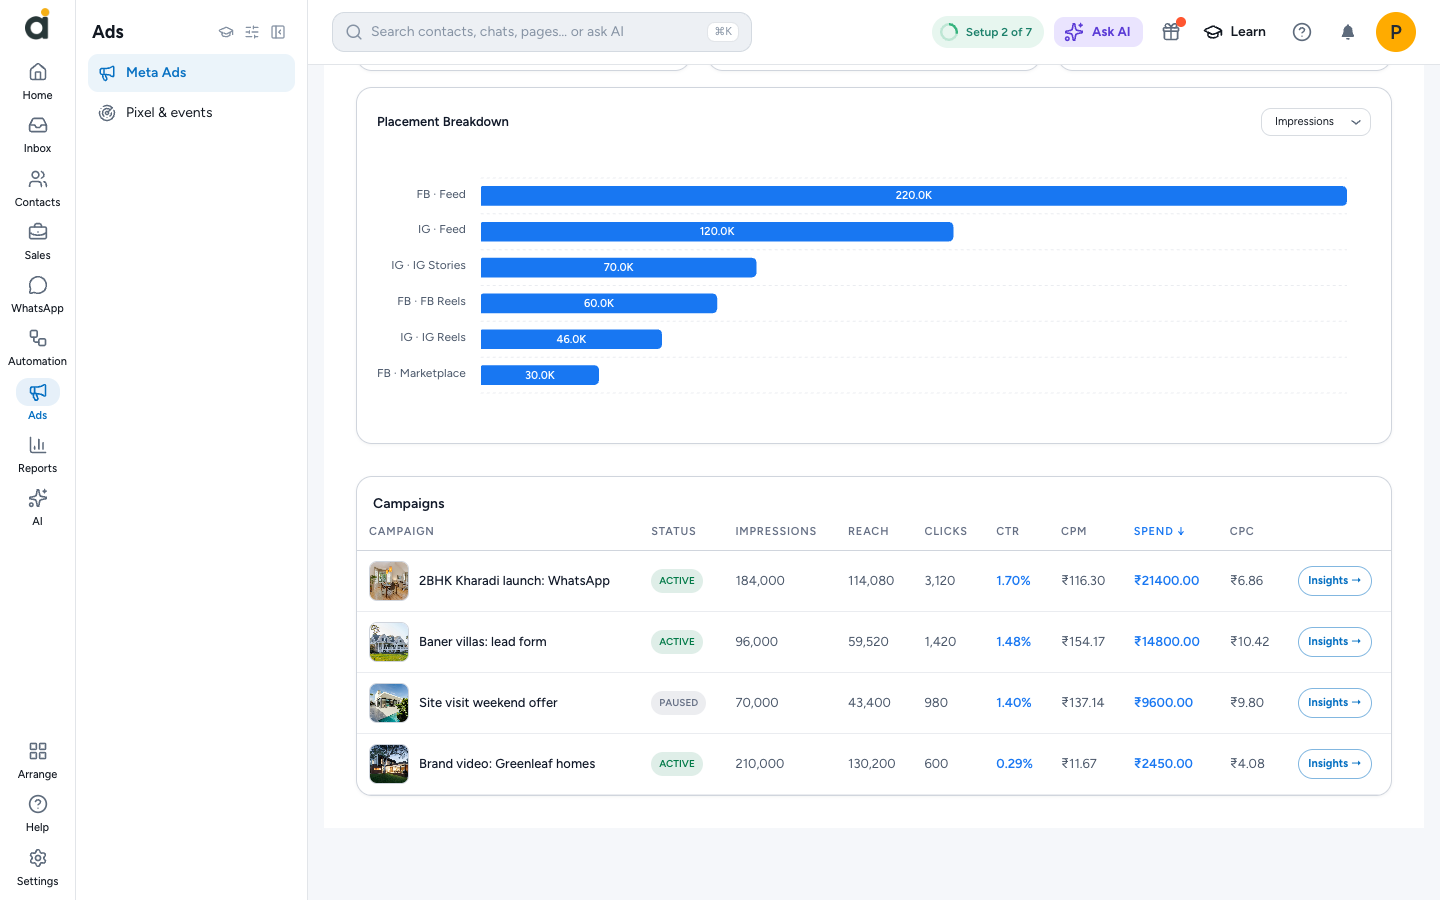 Ads
Search contacts, chats, pages... or ask AI
⌘K
Setup 2 of 7
Ask AI
Learn
P
Home
Inbox
Contacts
Sales
WhatsApp
Automation
Ads
Reports
AI
Arrange
Help
Settings
Meta Ads
Pixel & events
Placement Breakdown
Impressions
FB · Feed 220.0K
IG · Feed 120.0K
IG · IG Stories 70.0K
FB · FB Reels 60.0K
IG · IG Reels 46.0K
FB · Marketplace 30.0K
Campaigns
CAMPAIGN STATUS IMPRESSIONS REACH CLICKS CTR CPM SPEND ↓ CPC
2BHK Kharadi launch: WhatsApp ACTIVE 184,000 114,080 3,120 1.70% ₹116.30 ₹21400.00 ₹6.86 Insights →
Baner villas: lead form ACTIVE 96,000 59,520 1,420 1.48% ₹154.17 ₹14800.00 ₹10.42 Insights →
Site visit weekend offer PAUSED 70,000 43,400 980 1.40% ₹137.14 ₹9600.00 ₹9.80 Insights →
Brand video: Greenleaf homes ACTIVE 210,000 130,200 600 0.29% ₹11.67 ₹2450.00 ₹4.08 Insights →